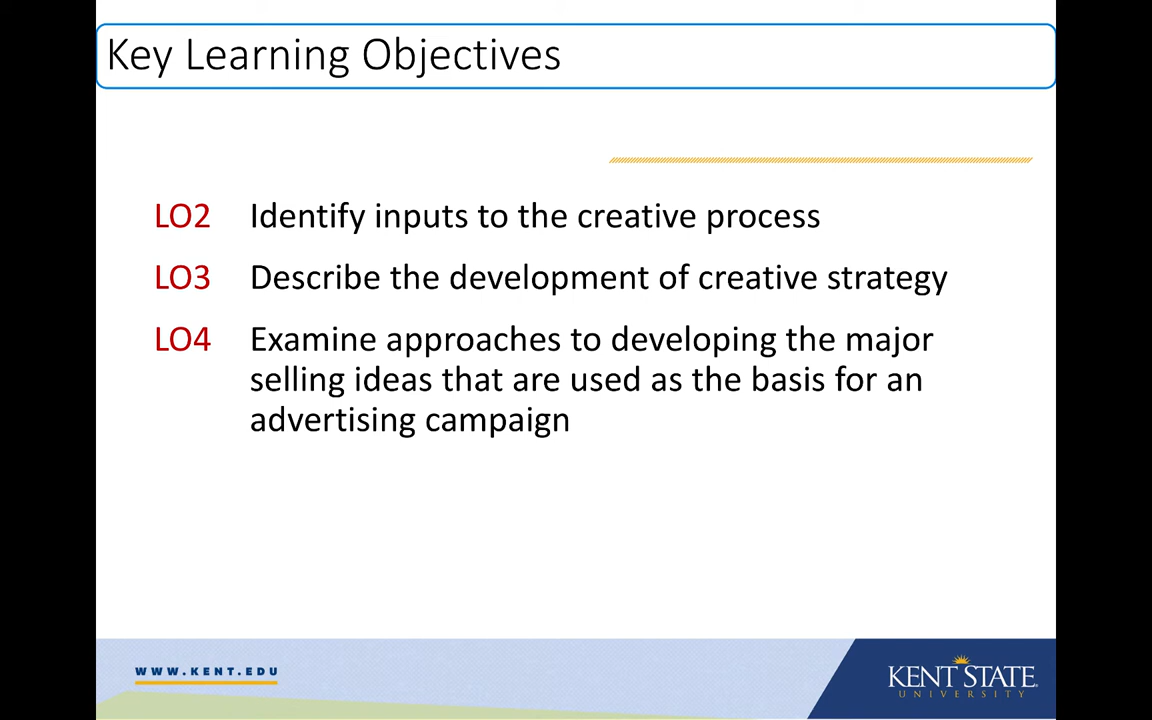 Key Learning Objectives
LO2 Identify inputs to the creative process
LO3 Describe the development of creative strategy
LO4 Examine approaches to developing the major
selling ideas that are used as the basis for an
advertising campaign
WWW.KENT.EDU
KENT STATE
UNIVERSITY